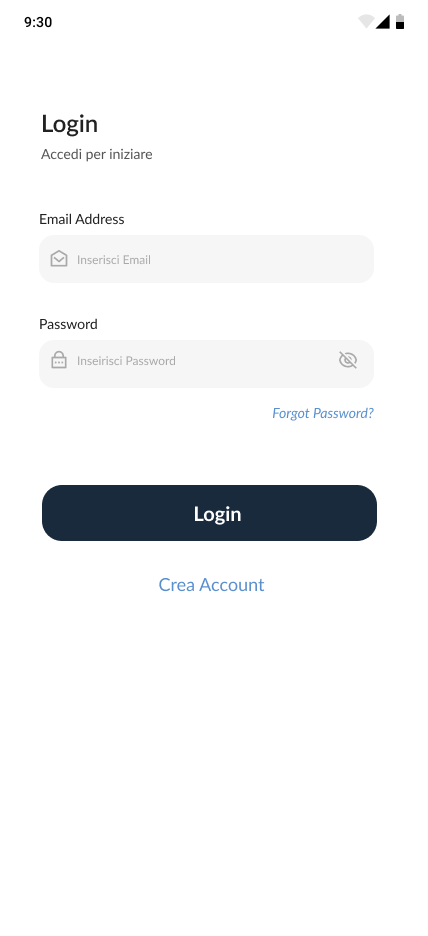 9:30
Login
Accedi per iniziare
Email Address
Inserisci Email
Password
Inseirisci Password
Forgot Password?
Login
Crea Account